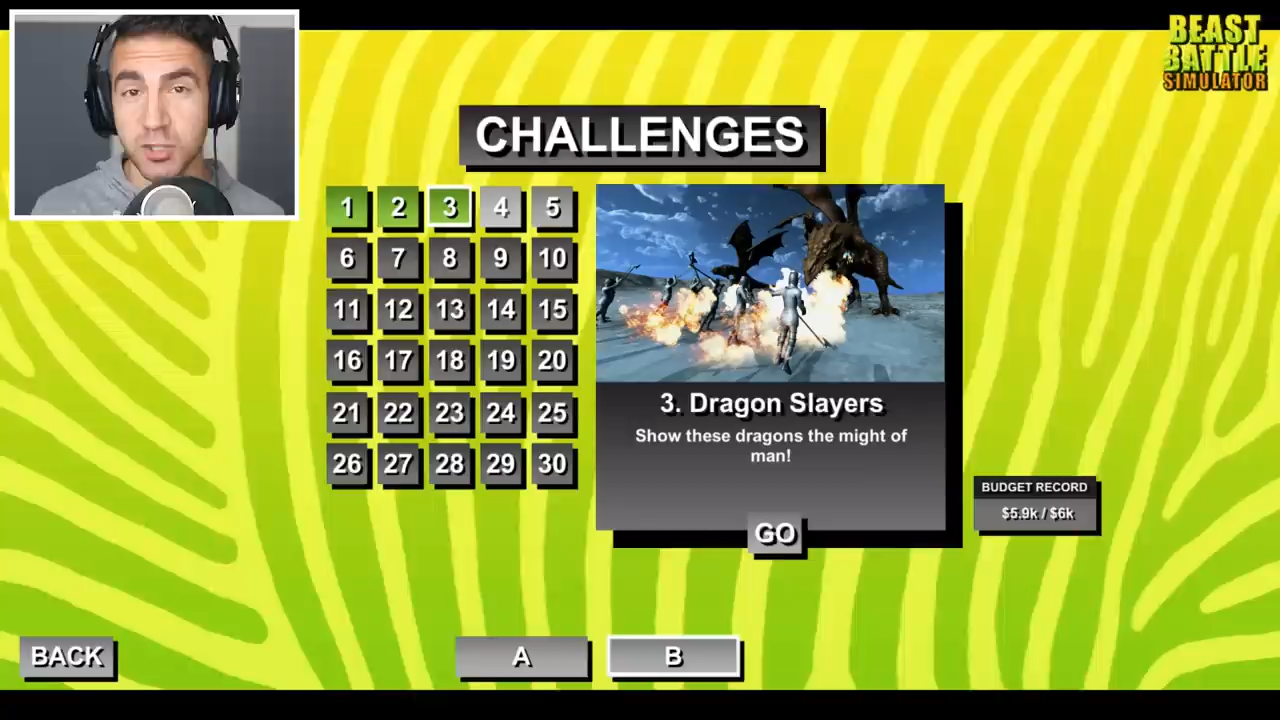 BEAST
BATTLE
SIMULATOR
CHALLENGES
1 2 3 4 5
6 7 8 9 10
11 12 13 14 15
16 17 18 19 20
21 22 23 24 25
26 27 28 29 30
3. Dragon Slayers
Show these dragons the might of
man!
BUDGET RECORD
$5.9k / $6k
GO
BACK
A
B